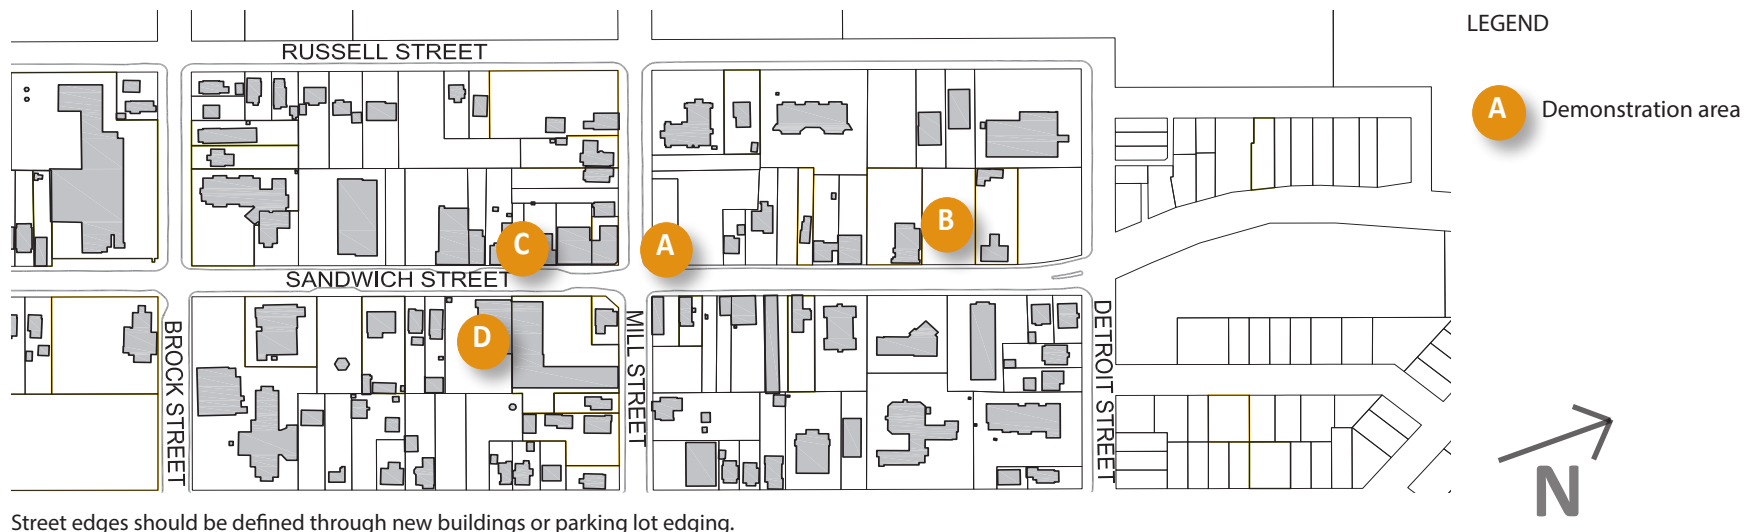 RUSSELL STREET
LEGEND
A
Demonstration area
B
C
A
SANDWICH STREET
D
BROCK STREET
MILL STREET
DETROIT STREET
N
Street edges should be defined through new buildings or parking lot edging.